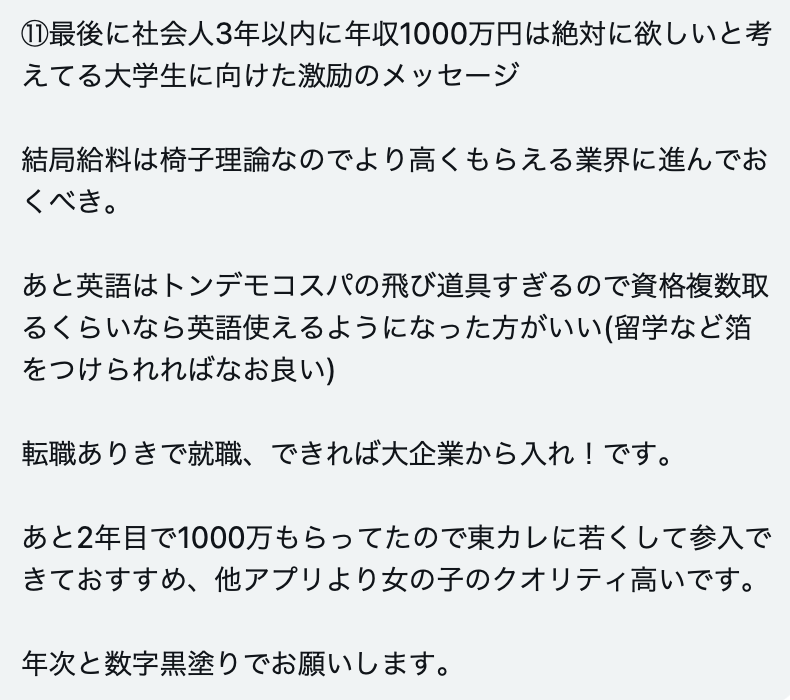 ⑪最後に社会人3年以内に年収1000万円は絶対に欲しいと考
えてる大学生に向けた激励のメッセージ
結局給料は椅子理論なのでより高くもらえる業界に進んでお
くべき。
あと英語はトンデモコスパの飛び道具すぎるので資格複数取
るくらいなら英語使えるようになった方がいい(留学など箔
をつけられればなお良い)
転職ありきで就職、できれば大企業から入れ！です。
あと2年目で1000万もらってたので東カレに若くして参入で
きておすすめ、他アプリより女の子のクオリティ高いです。
年次と数字黒塗りでお願いします。